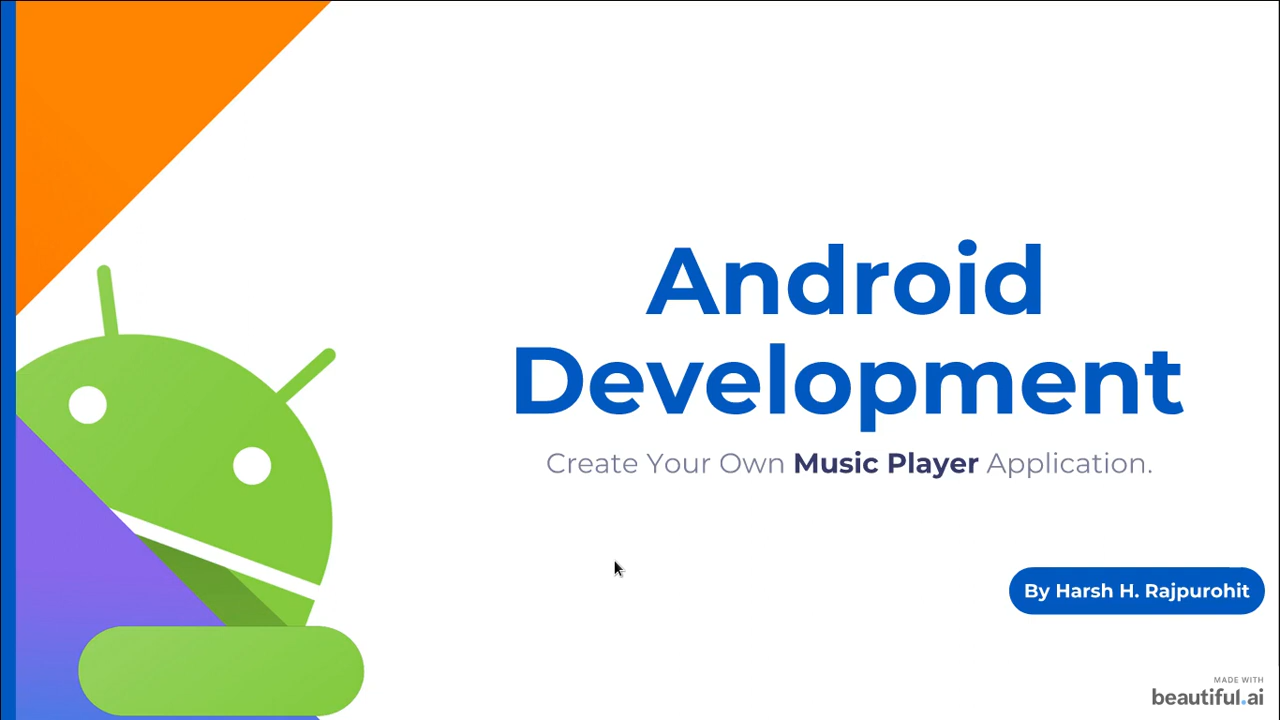 Android
Development
Create Your Own Music Player Application.
By Harsh H. Rajpurohit
MADE WITH
beautiful.ai